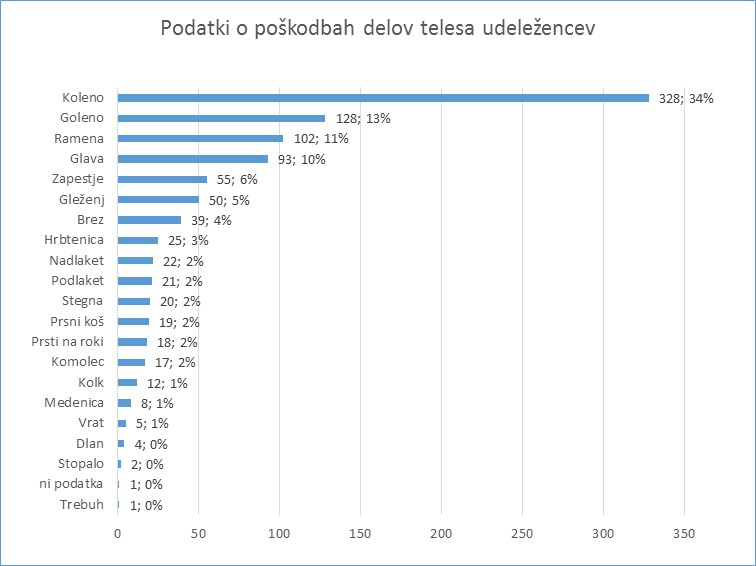 Podatki o poškodbah delov telesa udeležencev
Koleno 328; 34%
Goleno 128; 13%
Ramena 102; 11%
Glava 93; 10%
Zapestje 55; 6%
Gleženj 50; 5%
Brez 39; 4%
Hrbtenica 25; 3%
Nadlaket 22; 2%
Podlaket 21; 2%
Stegna 20; 2%
Prsni koš 19; 2%
Prsti na roki 18; 2%
Komolec 17; 2%
Kolk 12; 1%
Medenica 8; 1%
Vrat 5; 1%
Dlan 4; 0%
Stopalo 2; 0%
ni podatka 1; 0%
Trebuh 1; 0%
0 50 100 150 200 250 300 350